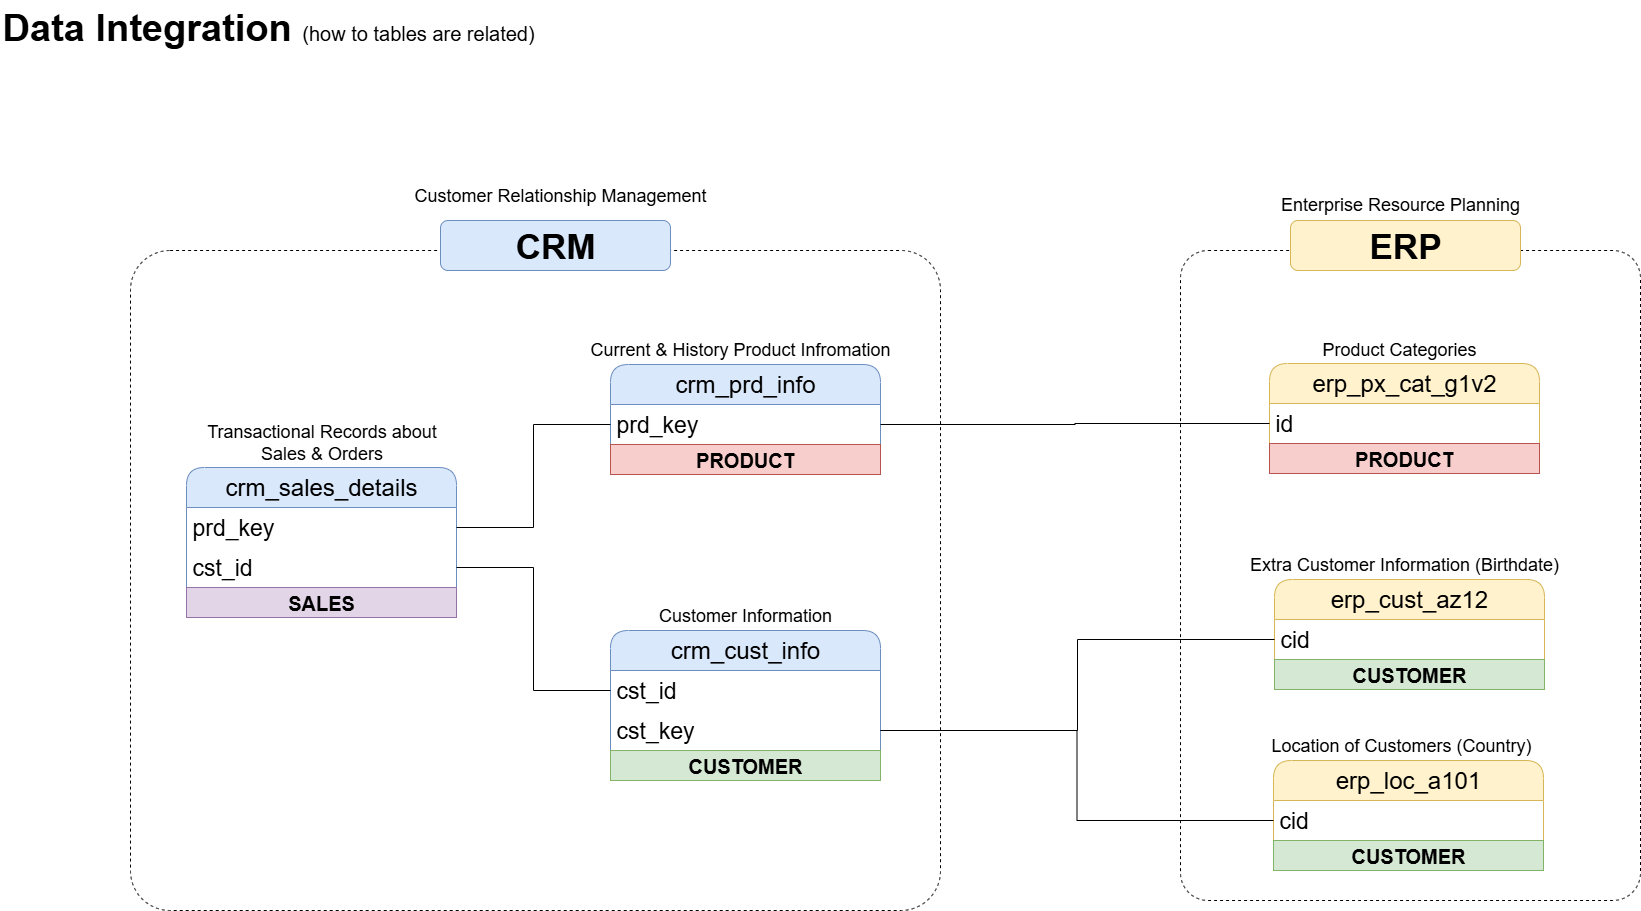 Data Integration (how to tables are related)
Customer Relationship Management
CRM
Current & History Product Infromation
crm_prd_info
prd_key
PRODUCT
Transactional Records about
Sales & Orders
crm_sales_details
prd_key
cst_id
SALES
Customer Information
crm_cust_info
cst_id
cst_key
CUSTOMER
Enterprise Resource Planning
ERP
Product Categories
erp_px_cat_g1v2
id
PRODUCT
Extra Customer Information (Birthdate)
erp_cust_az12
cid
CUSTOMER
Location of Customers (Country)
erp_loc_a101
cid
CUSTOMER